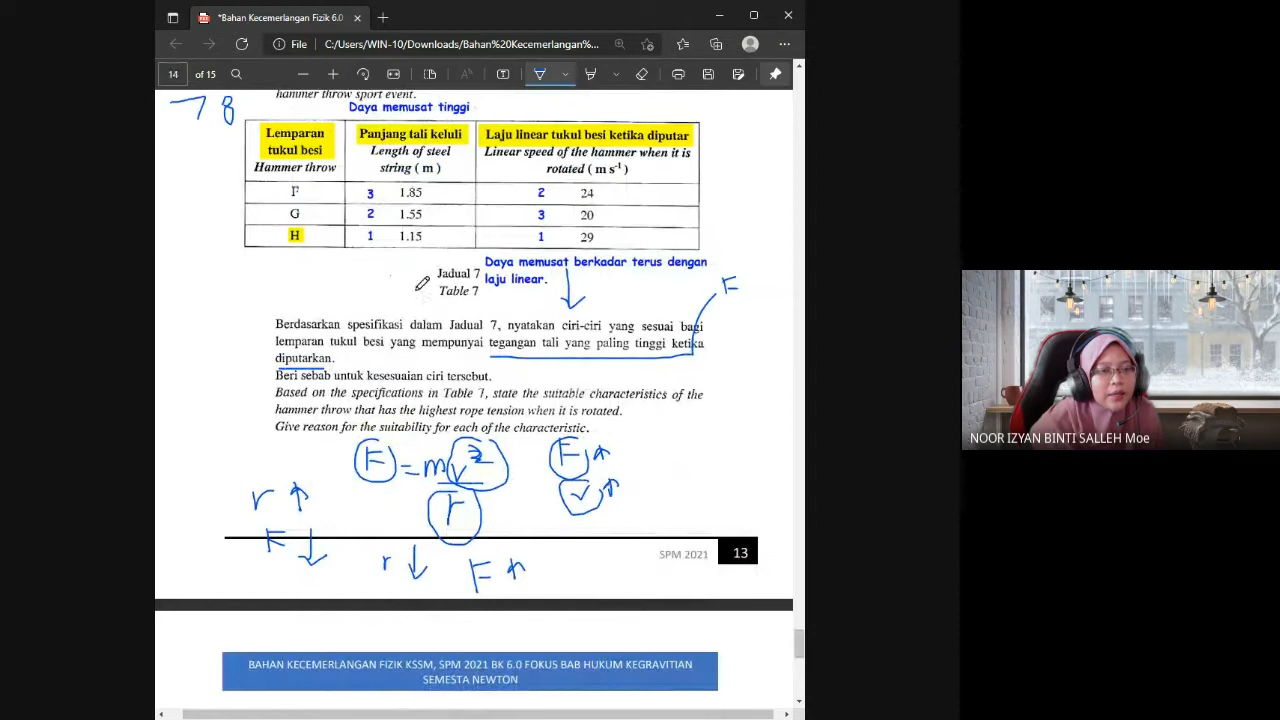 *Bahan Kecemerlangan Fizik 6.0
File C:/Users/WIN-10/Downloads/Bahan%20Kecemerlangan%...
14 of 15
hammer throw sport event.
78
Daya memusat tinggi
Lemparan tukul besi
Hammer throw
Panjang tali keluli
Length of steel string ( m )
Laju linear tukul besi ketika diputar
Linear speed of the hammer when it is rotated ( m s-1 )
F 3 1.85 2 24
G 2 1.55 3 20
H 1 1.15 1 29
Jadual 7
Table 7
Daya memusat berkadar terus dengan
laju linear.
F
Berdasarkan spesifikasi dalam Jadual 7, nyatakan ciri-ciri yang sesuai bagi
lemparan tukul besi yang mempunyai tegangan tali yang paling tinggi ketika
diputarkan.
Beri sebab untuk kesesuaian ciri tersebut.
Based on the specifications in Table 7, state the suitable characteristics of the
hammer throw that has the highest rope tension when it is rotated.
Give reason for the suitability for each of the characteristic.
F = mv2
r
F ↑
v ↑
r ↑
F ↓
r ↓ F ↑
SPM 2021 13
BAHAN KECEMERLANGAN FIZIK KSSM, SPM 2021 BK 6.0 FOKUS BAB HUKUM KEGRAVITIAN
SEMESTA NEWTON
NOOR IZYAN BINTI SALLEH Moe